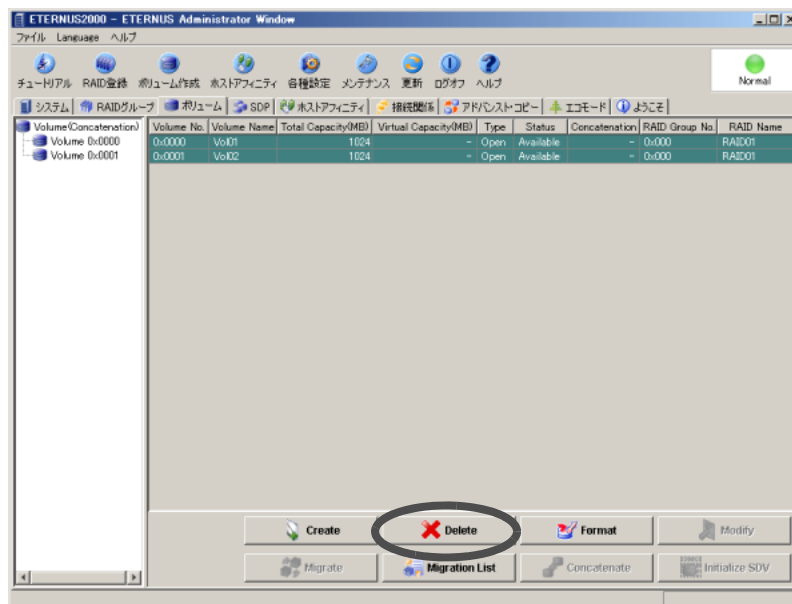 ETERNUS2000 - ETERNUS Administrator Window
ファイル Language ヘルプ
チュートリアル RAID登録 ボリューム作成 ホストアフィニティ 各種設定 メンテナンス 更新 ログオフ ヘルプ
Normal
システム RAIDグループ ボリューム SDP ホストアフィニティ 接続関係 アドバンスト・コピー エコモード ようこそ
Volume(Concatenation) Volume No. Volume Name Total Capacity(MB) Virtual Capacity(MB) Type Status Concatenation RAID Group No. RAID Name
Volume 0x0000 0x0000 Vol01 1024 - Open Available - 0x000 RAID01
Volume 0x0001 0x0001 Vol02 1024 - Open Available - 0x000 RAID01
Create Delete Format Modify
Migrate Migration List Concatenate Initialize SDV